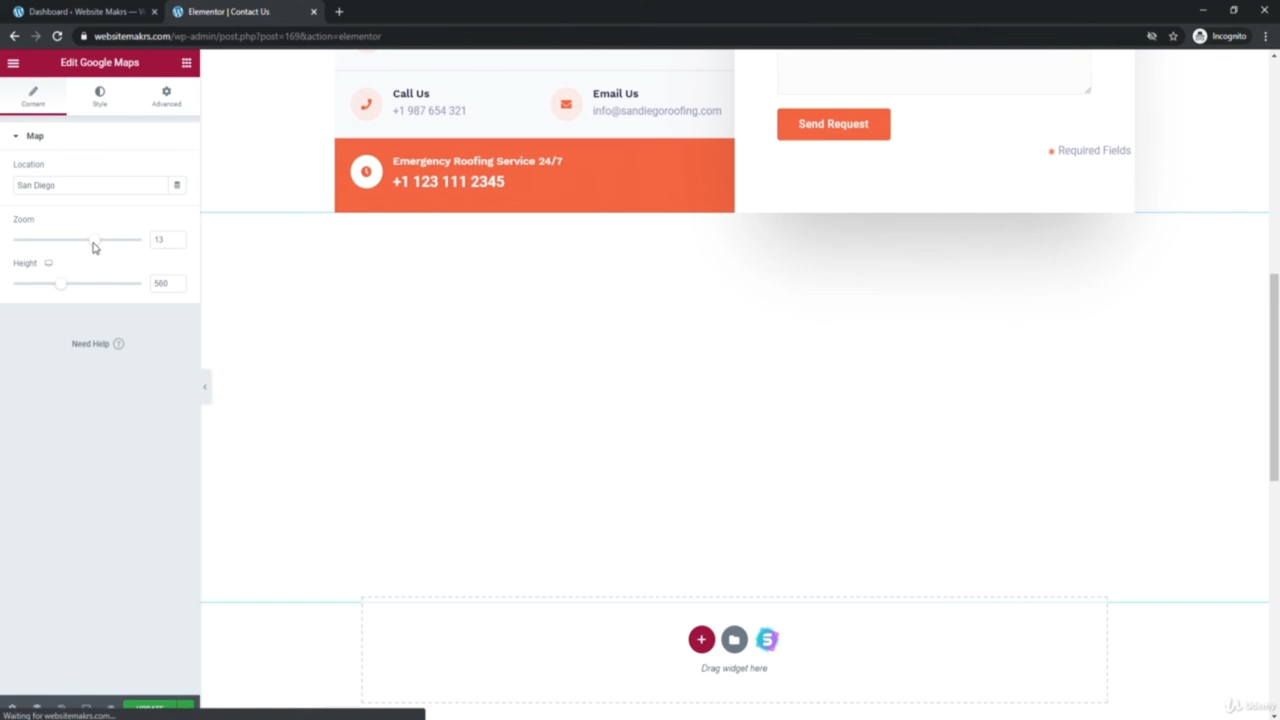 Dashboard ‹ Website Makrs — W
Elementor | Contact Us
websitemakrs.com/wp-admin/post.php?post=169&action=elementor
Incognito
Edit Google Maps
Content
Style
Advanced
Map
Location
San Diego
Zoom
13
Height
560
Need Help ?
Call Us
+1 987 654 321
Email Us
info@sandiegoroofing.com
Emergency Roofing Service 24/7
+1 123 111 2345
Send Request
* Required Fields
Drag widget here
UPDATE
Waiting for websitemakrs.com...
Udemy